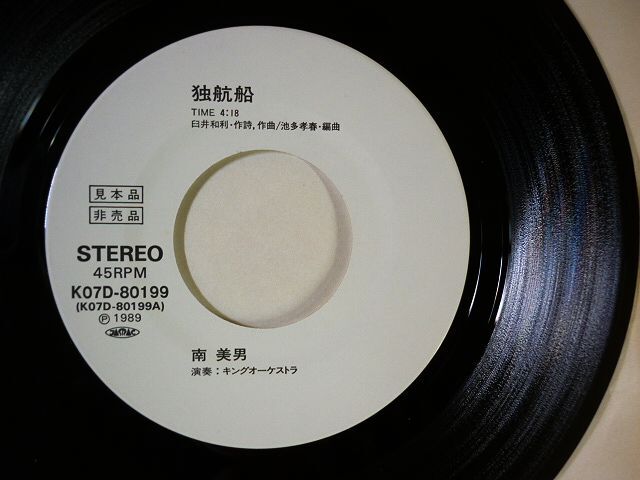 独航船
TIME 4:18
臼井和利・作詩,作曲/池多孝春・編曲
見本品
非売品
STEREO
45RPM
K07D-80199
(K07D-80199A)
Ⓟ 1989
JASRAC
南 美男
演奏:キングオーケストラ